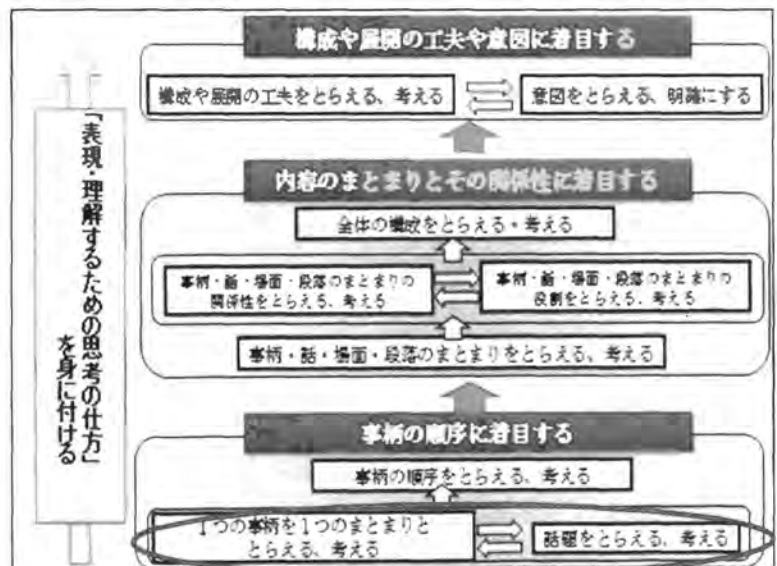 構成や展開の工夫や意図に着目する
構成や展開の工夫をとらえる、考える
意図をとらえる、明確にする
内容のまとまりとその関係性に着目する
全体の構成をとらえる・考える
事柄・話・場面・段落のまとまりの
関係性をとらえる、考える
事柄・話・場面・段落のまとまりの
役割をとらえる、考える
事柄・話・場面・段落のまとまりをとらえる、考える
事柄の順序に着目する
事柄の順序をとらえる、考える
1つの事柄を1つのまとまりと
とらえる、考える
話題をとらえる、考える
「表現・理解するための思考の仕方」
を身に付ける